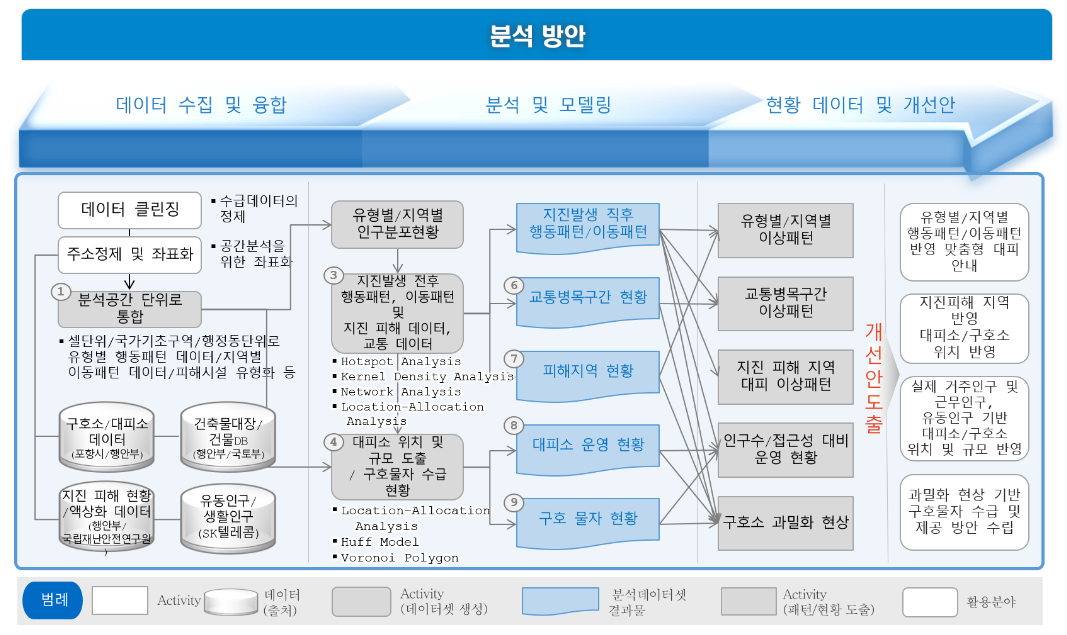 분석 방안
데이터 수집 및 융합
분석 및 모델링
현황 데이터 및 개선안
데이터 클린징
▪ 수급데이터의
정제
주소정제 및 좌표화
▪ 공간분석을
위한 좌표화
1
분석공간 단위로
통합
▪ 셀단위/국가기초구역/행정동단위로
유형별 행동패턴 데이터/지역별
이동패턴 데이터/피해시설 유형화 등
구호소/대피소
데이터
(포항시/행안부)
건축물대장/
건물DB
(행안부/국토부)
지진 피해 현황
/액상화 데이터
(행안부/
국립재난안전연구원
)
유동인구/
생활인구
(SK텔레콤)
유형별/지역별
인구분포현황
3
지진발생 전후
행동패턴, 이동패턴
및
지진 피해 데이터,
교통 데이터
▪ Hotspot Analysis
▪ Kernel Density Analysis
▪ Network Analysis
▪ Location-Allocation
Analysis
4
대피소 위치 및
규모 도출
/ 구호물자 수급
현황
▪ Location-Allocation
Analysis
▪ Huff Model
▪ Voronoi Polygon
지진발생 직후
행동패턴/이동패턴
6
교통병목구간 현황
7
피해지역 현황
8
대피소 운영 현황
9
구호 물자 현황
유형별/지역별
이상패턴
교통병목구간
이상패턴
지진 피해 지역
대피 이상패턴
인구수/접근성 대비
운영 현황
구호소 과밀화 현상
개
선
안
도
출
유형별/지역별
행동패턴/이동패턴
반영 맞춤형 대피
안내
지진피해 지역
반영
대피소/구호소
위치 반영
실제 거주인구 및
근무인구,
유동인구 기반
대피소/구호소
위치 및 규모 반영
과밀화 현상 기반
구호물자 수급 및
제공 방안 수립
범례
Activity
데이터
(출처)
Activity
(데이터셋 생성)
분석데이터셋
결과물
Activity
(패턴/현황 도출)
활용분야